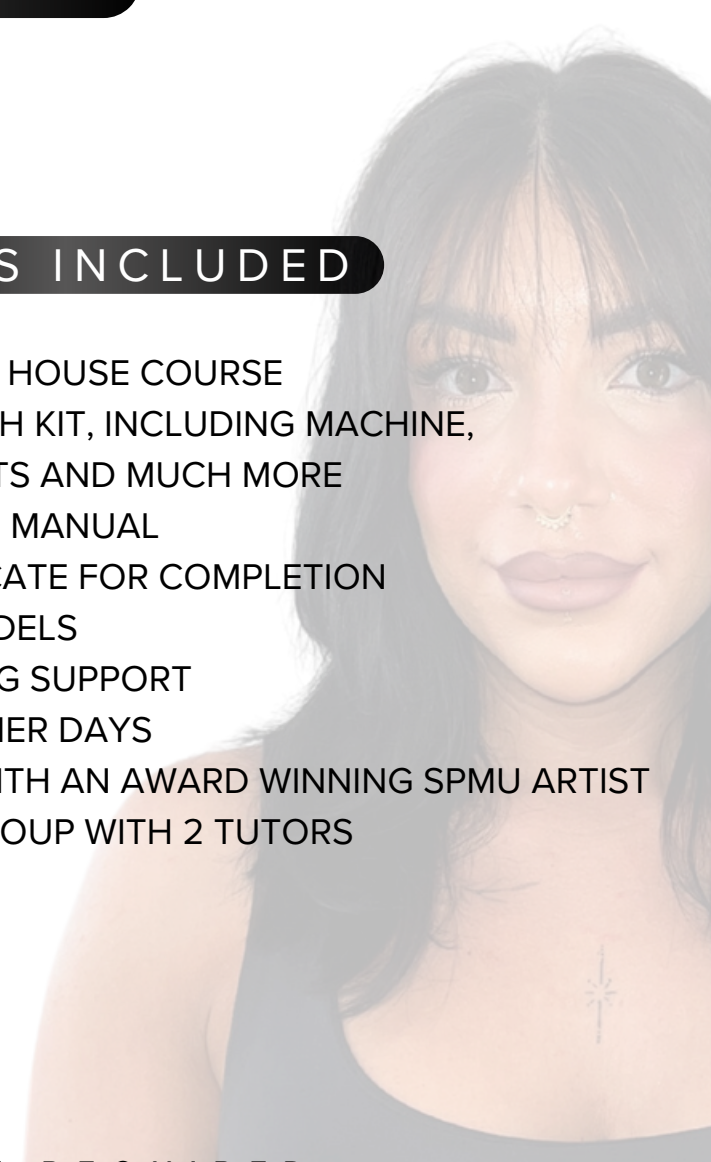 S INCLUDED
HOUSE COURSE
H KIT, INCLUDING MACHINE,
TS AND MUCH MORE
MANUAL
CATE FOR COMPLETION
DELS
G SUPPORT
HER DAYS
ITH AN AWARD WINNING SPMU ARTIST
OUP WITH 2 TUTORS